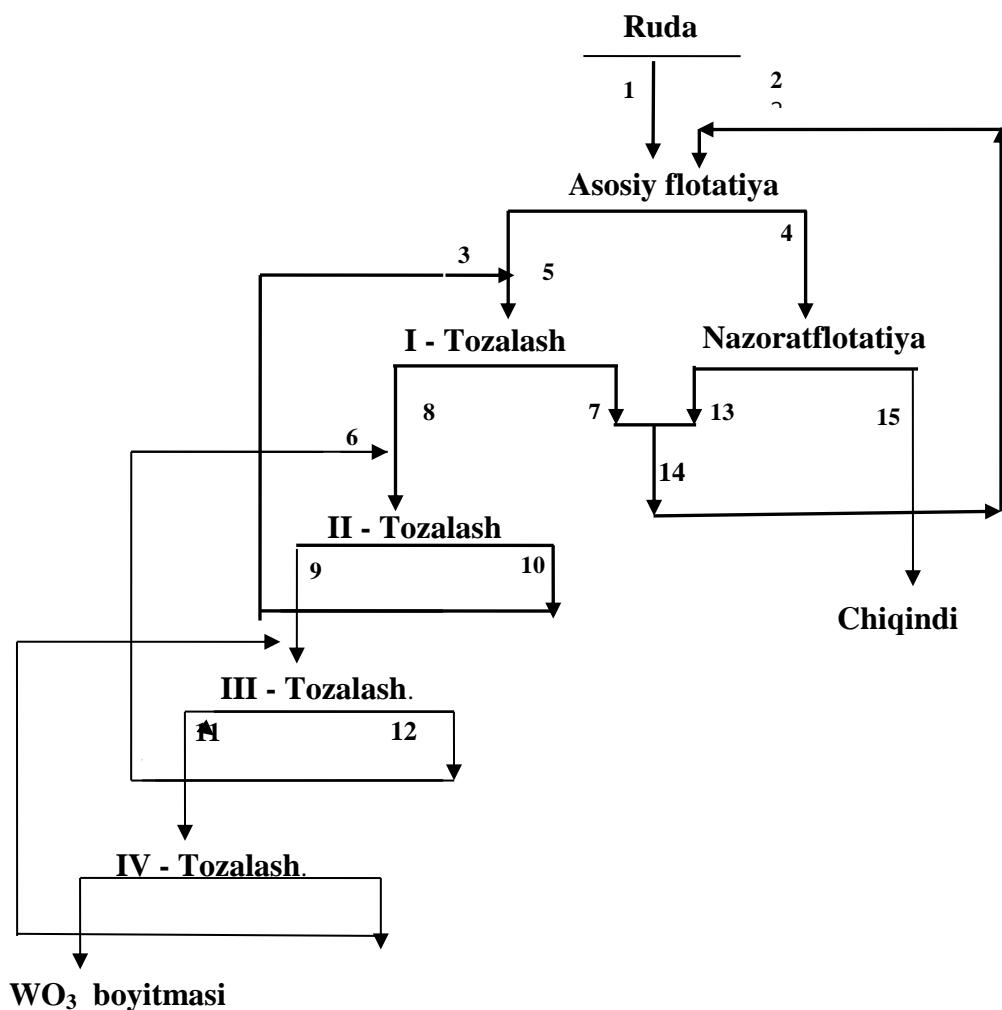 Ruda
1
2
Asosiy flotatiya
3
5
4
I - Tozalash
Nazoratflotatiya
8
7
13
15
6
14
II - Tozalash
9
10
Chiqindi
III - Tozalash.
11
12
IV - Tozalash.
WO₃ boyitmasi